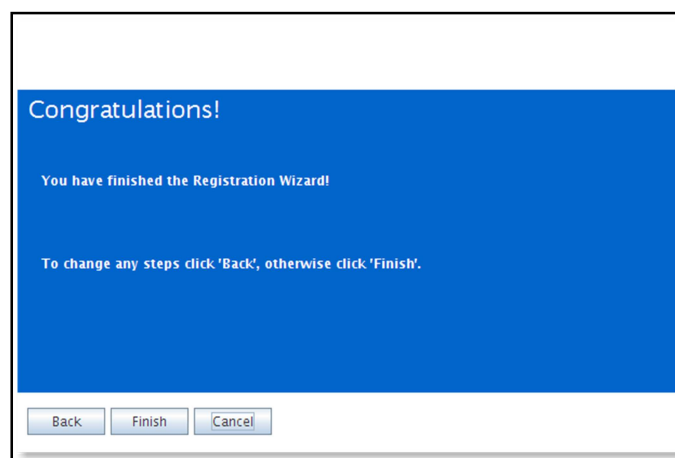 Congratulations!
You have finished the Registration Wizard!
To change any steps click 'Back', otherwise click 'Finish'.
Back Finish Cancel